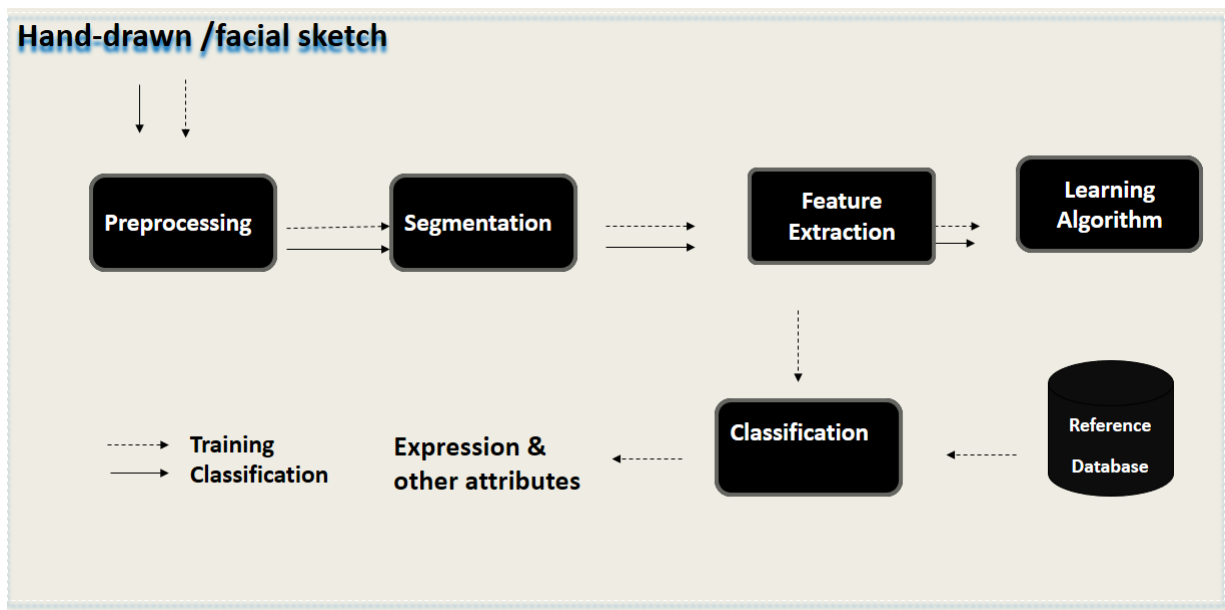 Hand-drawn /facial sketch
Preprocessing
Segmentation
Feature
Extraction
Learning
Algorithm
Classification
Reference
Database
Training
Classification
Expression &
other attributes